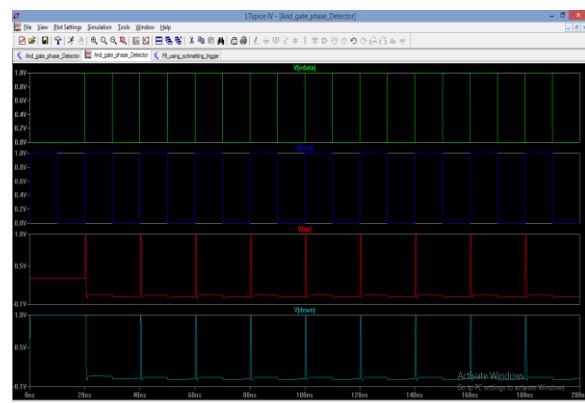 LTspice IV - [And_gate_phase_Detector]
File View Plot Settings Simulation Tools Window Help
And_gate_phase_Detector And_gate_phase_Detector Pll_using_schmetling_trigger
V[vdata]
1.0V
0.8V
0.6V
0.4V
0.2V
0.0V
1.0V
0.8V
0.6V
0.4V
0.2V
0.0V
V[up]
1.0V
0.5V
-0.1V
V[down]
1.0V
0.5V
-0.1V
0ns 20ns 40ns 60ns 80ns 100ns 120ns 140ns 160ns 180ns
Activate Windows
Go to PC settings to activate Windows.